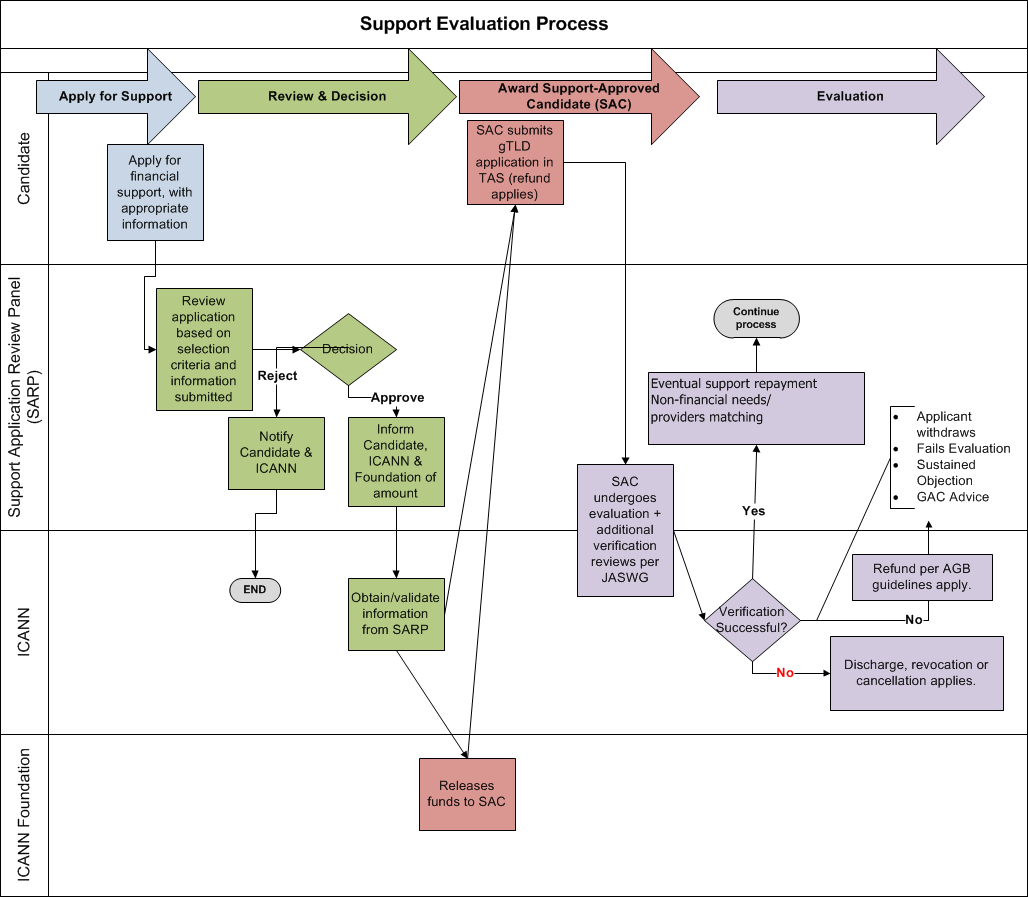 Support Evaluation Process
Apply for Support
Review & Decision
Award Support-Approved
Candidate (SAC)
Evaluation
Candidate
Apply for
financial
support, with
appropriate
information
SAC submits
gTLD
application in
TAS (refund
applies)
Support Application Review Panel
(SARP)
Review
application
based on
selection
criteria and
information
submitted
Decision
Reject
Approve
Notify
Candidate &
ICANN
Inform
Candidate,
ICANN &
Foundation of
amount
Continue
process
Eventual support repayment
Non-financial needs/
providers matching
• Applicant
withdraws
• Fails Evaluation
• Sustained
Objection
• GAC Advice
SAC
undergoes
evaluation +
additional
verification
reviews per
JASWG
Yes
ICANN
END
Obtain/validate
information
from SARP
Verification
Successful?
Refund per AGB
guidelines apply.
No
No
Discharge, revocation or
cancellation applies.
ICANN Foundation
Releases
funds to SAC